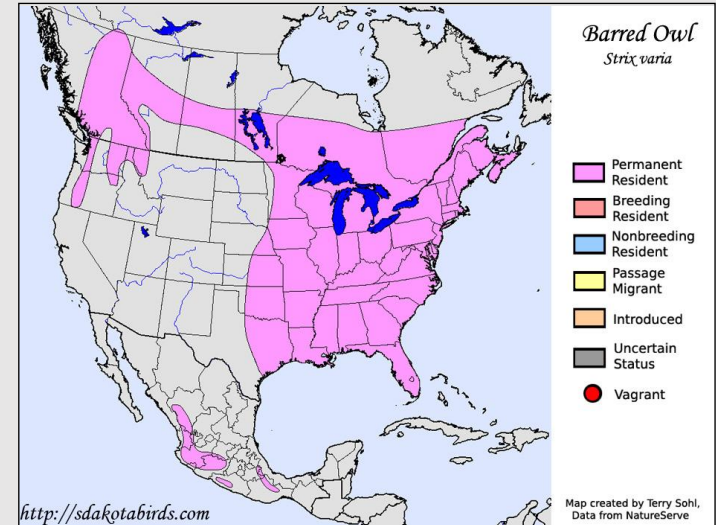 Barred Owl
Strix varia
Permanent
Resident
Breeding
Resident
Nonbreeding
Resident
Passage
Migrant
Introduced
Uncertain
Status
Vagrant
http://sdakotabirds.com
Map created by Terry Sohl,
Data from NatureServe